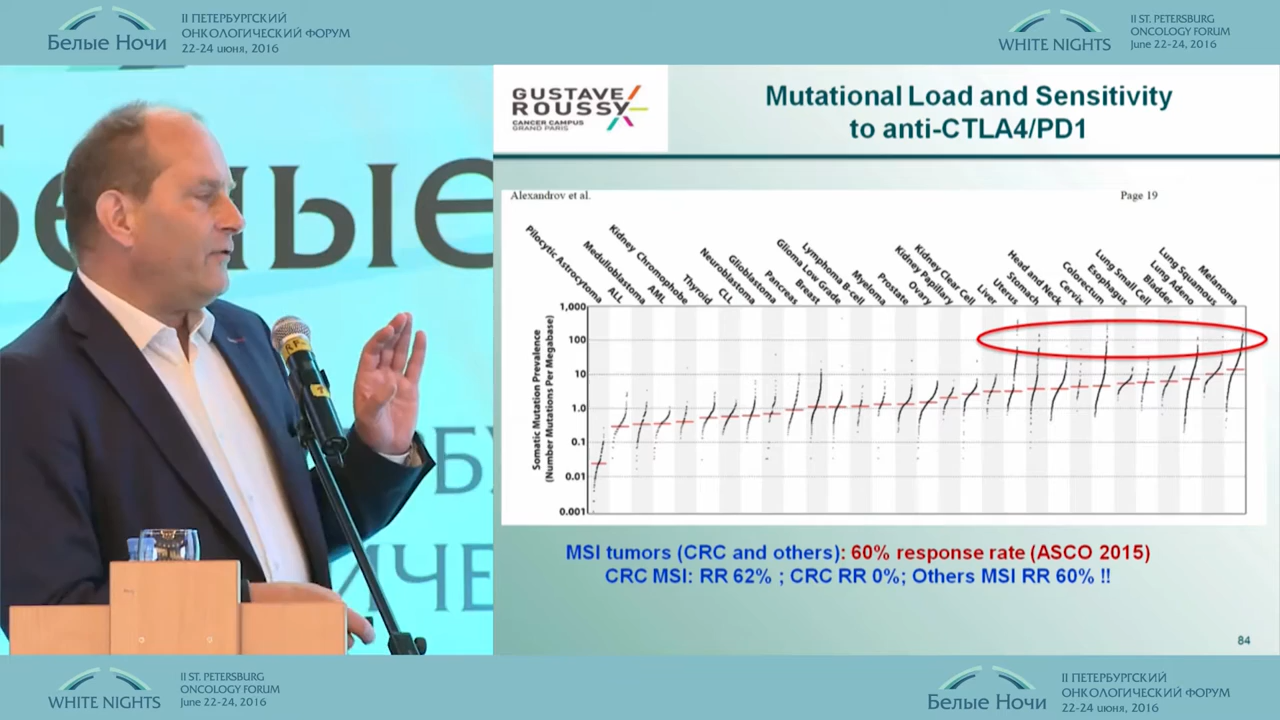 Белые Ночи
II ПЕТЕРБУРГСКИЙ
ОНКОЛОГИЧЕСКИЙ ФОРУМ
22-24 июня, 2016
WHITE NIGHTS
II ST. PETERSBURG
ONCOLOGY FORUM
June 22-24, 2016
ные
GUSTAVE
ROUSSY
CANCER CAMPUS
GRAND PARIS
Mutational Load and Sensitivity
to anti-CTLA4/PD1
Alexandrov et al.
Page 19
Pilocytic Astrocytoma
ALL
Medulloblastoma
AML
Kidney Chromophobe
Thyroid
CLL
Neuroblastoma
Glioblastoma
Pancreas
Breast
Glioma Low Grade
Lymphoma B-cell
Myeloma
Prostate
Ovary
Kidney Papillary
Kidney Clear Cell
Liver
Uterus
Stomach
Head and Neck
Cervix
Colorectum
Esophagus
Lung Small Cell
Bladder
Lung Adeno
Lung Squamous
Melanoma
Somatic Mutation Prevalence
(Number Mutations Per Megabase)
1,000
100
10
1.0
0.1
0.01
0.001
MSI tumors (CRC and others): 60% response rate (ASCO 2015)
CRC MSI: RR 62% ; CRC RR 0%; Others MSI RR 60% !!
84
WHITE NIGHTS
II ST. PETERSBURG
ONCOLOGY FORUM
June 22-24, 2016
Белые Ночи
II ПЕТЕРБУРГСКИЙ
ОНКОЛОГИЧЕСКИЙ ФОРУМ
22-24 июня, 2016